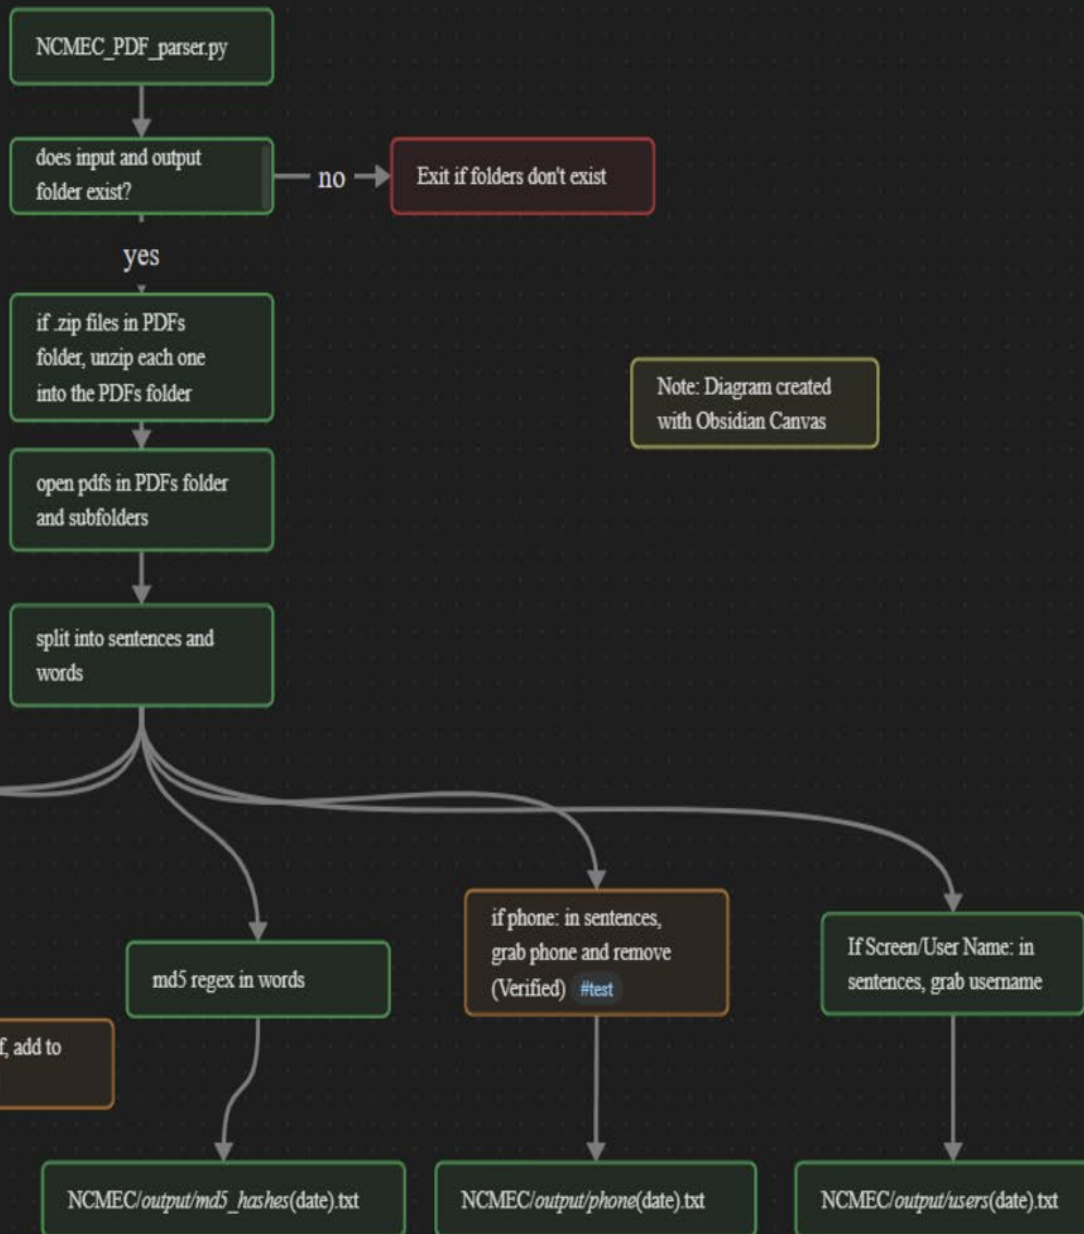 NCMEC_PDF_parser.py
does input and output
folder exist?
no
Exit if folders don't exist
yes
if .zip files in PDFs
folder, unzip each one
into the PDFs folder
Note: Diagram created
with Obsidian Canvas
open pdfs in PDFs folder
and subfolders
split into sentences and
words
if phone: in sentences,
grab phone and remove
(Verified) #test
If Screen/User Name: in
sentences, grab username
md5 regex in words
f, add to
NCMEC/output/md5_hashes(date).txt
NCMEC/output/phone(date).txt
NCMEC/output/users(date).txt